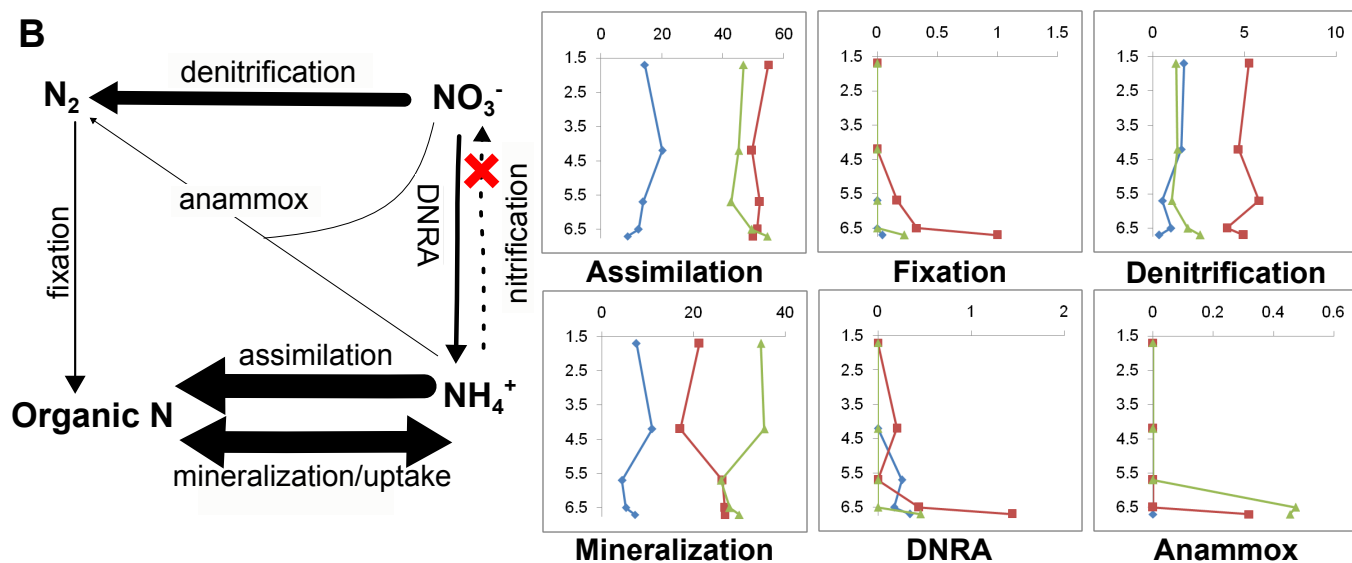 B
denitrification
N₂
NO₃⁻
anammox
fixation
DNRA
nitrification
assimilation
Organic N
NH₄⁺
mineralization/uptake
0 20 40 60
1.5
2.5
3.5
4.5
5.5
6.5
Assimilation
0 0.5 1 1.5
1.5
2.5
3.5
4.5
5.5
6.5
Fixation
0 5 10
1.5
2.5
3.5
4.5
5.5
6.5
Denitrification
0 20 40
1.5
2.5
3.5
4.5
5.5
6.5
Mineralization
0 1 2
1.5
2.5
3.5
4.5
5.5
6.5
DNRA
0 0.2 0.4 0.6
1.5
2.5
3.5
4.5
5.5
6.5
Anammox